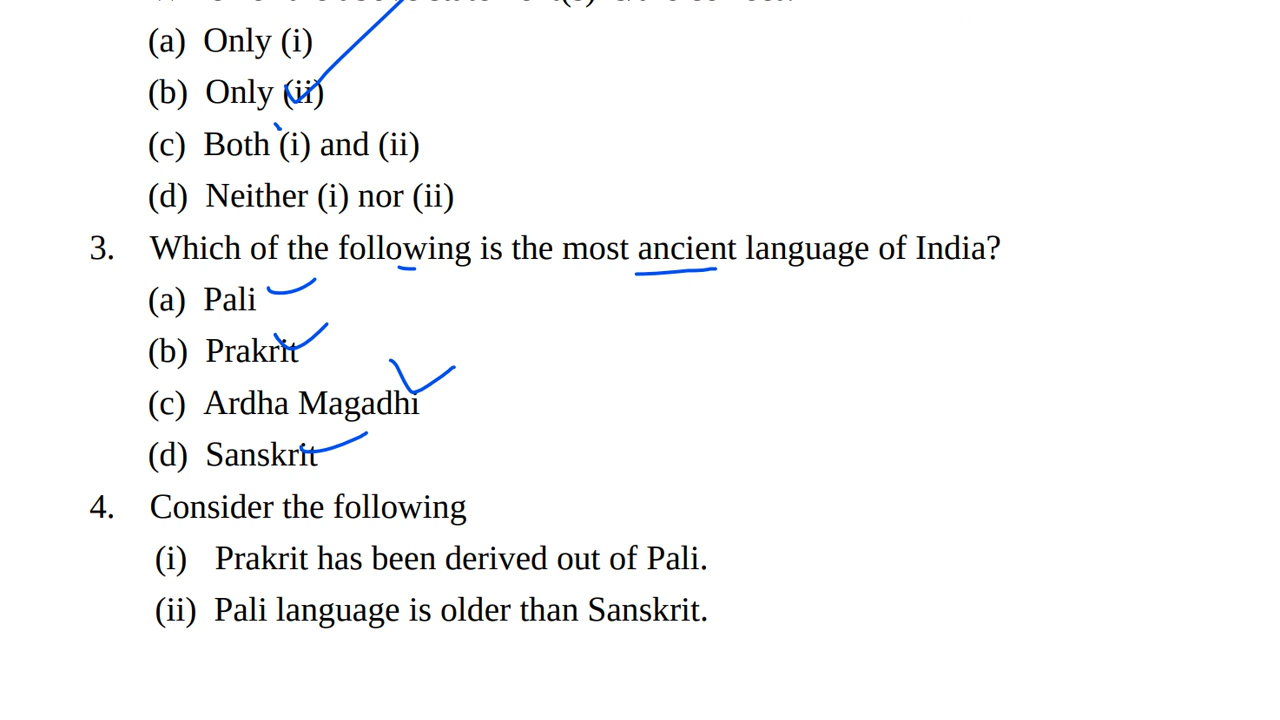 (a) Only (i)
(b) Only (ii)
(c) Both (i) and (ii)
(d) Neither (i) nor (ii)
3. Which of the following is the most ancient language of India?
(a) Pali
(b) Prakrit
(c) Ardha Magadhi
(d) Sanskrit
4. Consider the following
(i) Prakrit has been derived out of Pali.
(ii) Pali language is older than Sanskrit.